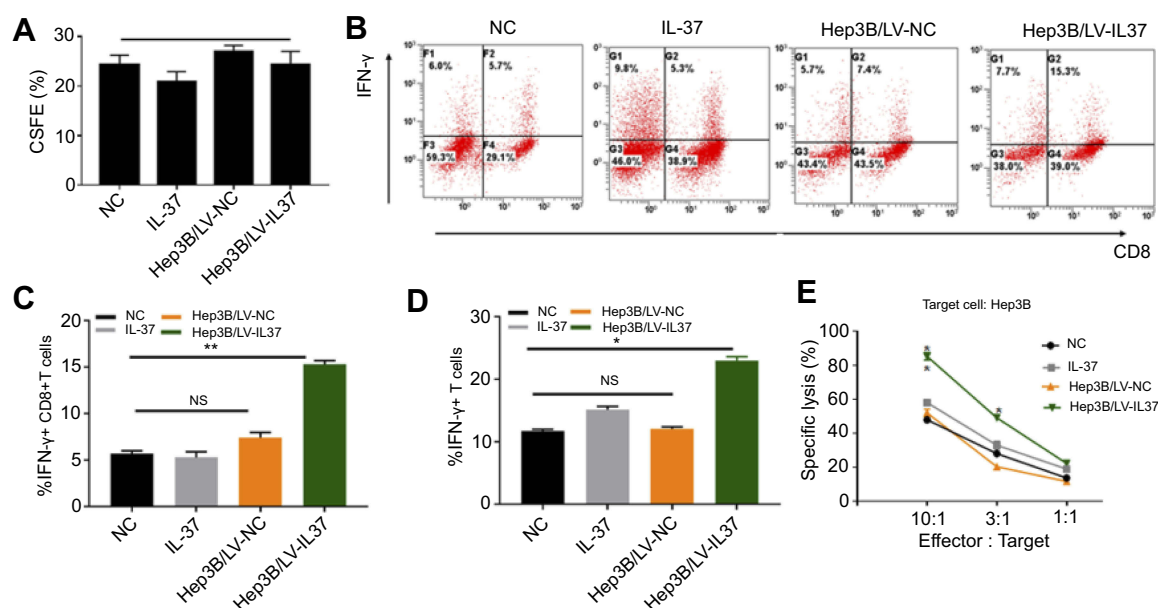 A
CSFE (%)
30
20
10
0
NC
IL-37
Hep3B/LV-NC
Hep3B/LV-IL37
B
IFN-γ
CD8
NC
F1
6.0%
F2
5.7%
F3
59.3%
F4
29.1%
IL-37
G1
9.8%
G2
5.3%
G3
46.0%
G4
38.9%
Hep3B/LV-NC
G1
5.7%
G2
7.4%
G3
43.4%
G4
43.5%
Hep3B/LV-IL37
G1
7.7%
G2
15.3%
G3
38.0%
G4
39.0%
C
%IFN-γ+ CD8+T cells
20
15
10
5
0
NC
IL-37
Hep3B/LV-NC
Hep3B/LV-IL37
**
NS
NC
IL-37
Hep3B/LV-NC
Hep3B/LV-IL37
D
%IFN-γ+ T cells
30
20
10
0
NC
IL-37
Hep3B/LV-NC
Hep3B/LV-IL37
*
NS
NC
IL-37
Hep3B/LV-NC
Hep3B/LV-IL37
E
Target cell: Hep3B
Specific lysis (%)
100
80
60
40
20
0
*
*
*
NC
IL-37
Hep3B/LV-NC
Hep3B/LV-IL37
10:1
3:1
1:1
Effector : Target